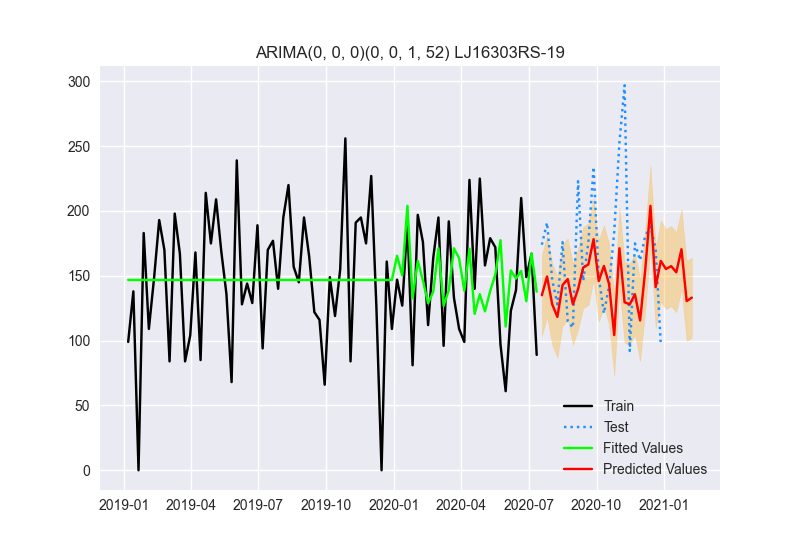 ARIMA(0, 0, 0)(0, 0, 1, 52) LJ16303RS-19
300
250
200
150
100
50
0
Train
Test
Fitted Values
Predicted Values
2019-01 2019-04 2019-07 2019-10 2020-01 2020-04 2020-07 2020-10 2021-01